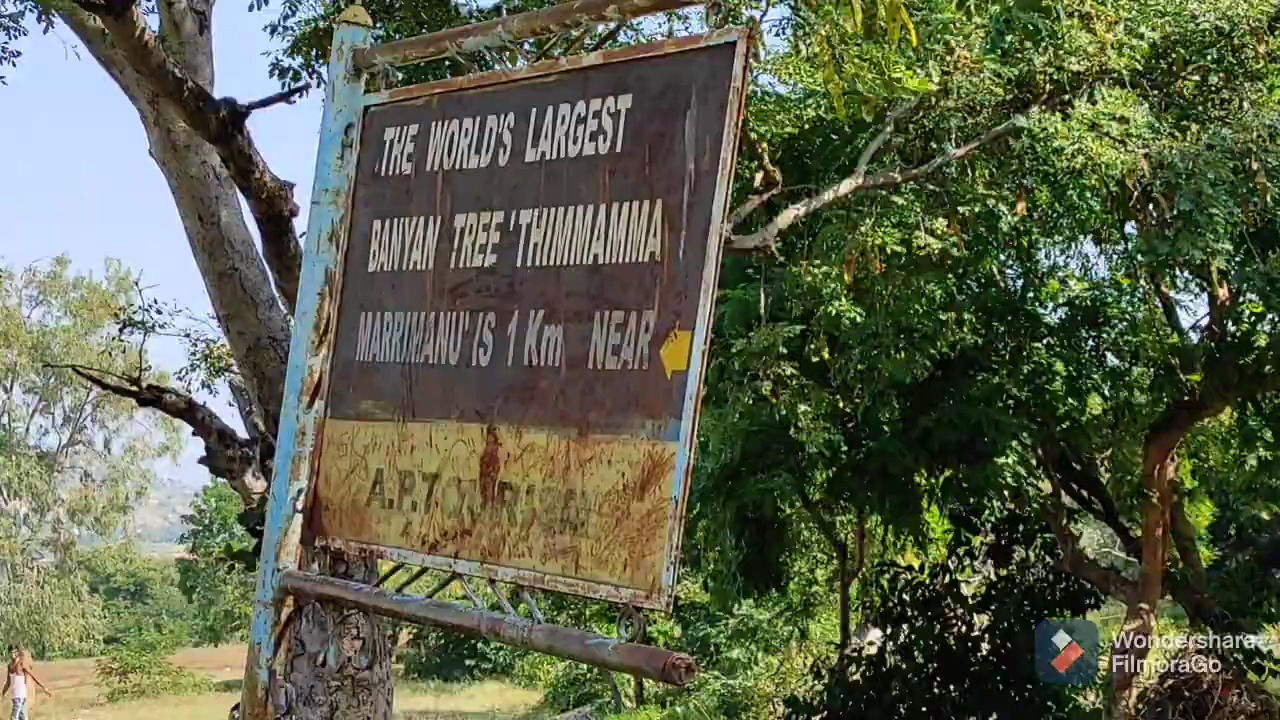 THE WORLD'S LARGEST
BANYAN TREE 'THIMMAMMA
MARRIMANU' IS 1 Km NEAR
A.P.
Wondershare
FilmoraGo